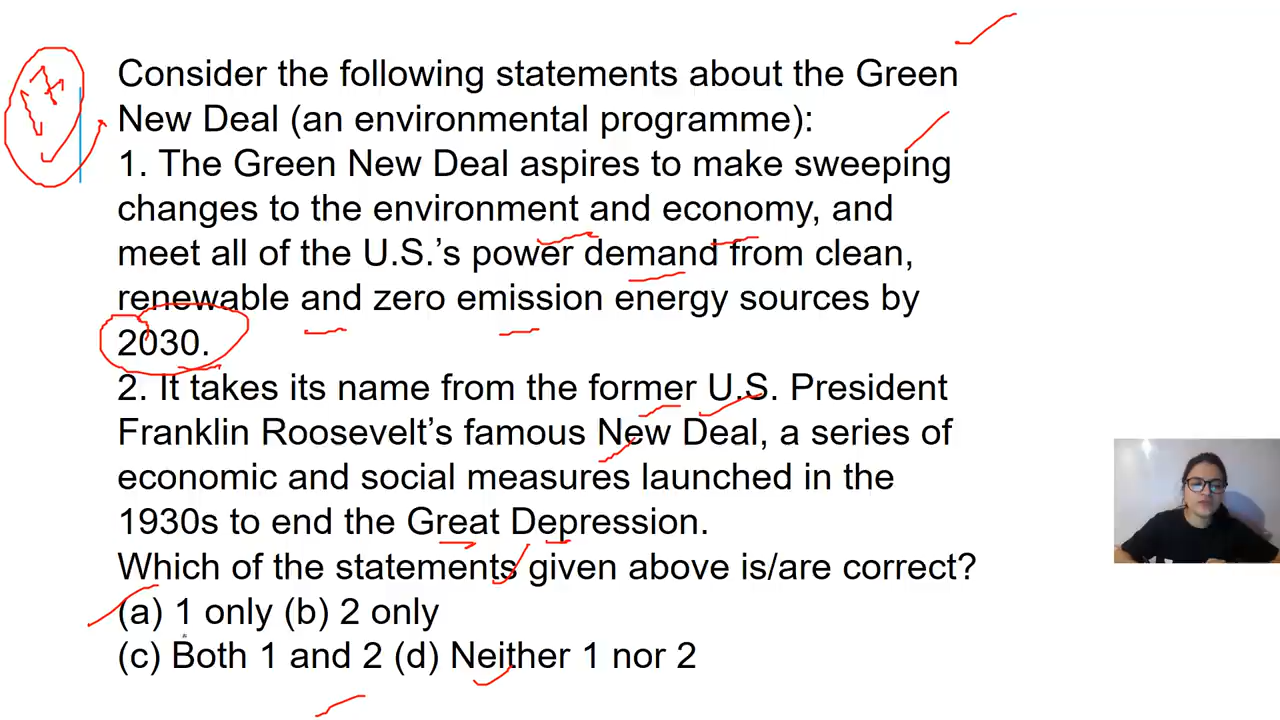 Consider the following statements about the Green
New Deal (an environmental programme):
1. The Green New Deal aspires to make sweeping
changes to the environment and economy, and
meet all of the U.S.’s power demand from clean,
renewable and zero emission energy sources by
2030.
2. It takes its name from the former U.S. President
Franklin Roosevelt’s famous New Deal, a series of
economic and social measures launched in the
1930s to end the Great Depression.
Which of the statements given above is/are correct?
(a) 1 only (b) 2 only
(c) Both 1 and 2 (d) Neither 1 nor 2